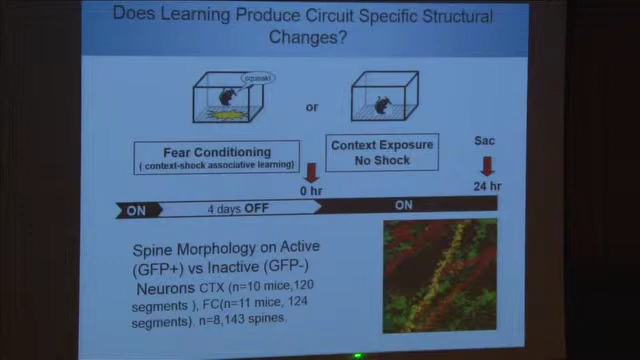 Does Learning Produce Circuit Specific Structural
Changes?
squeak!
or
Fear Conditioning
( context-shock associative learning)
Context Exposure
No Shock
Sac
0 hr
24 hr
ON
4 days OFF
ON
Spine Morphology on Active
(GFP+) vs Inactive (GFP-)
Neurons CTX (n=10 mice,120
segments ), FC(n=11 mice, 124
segments). n=8,143 spines.